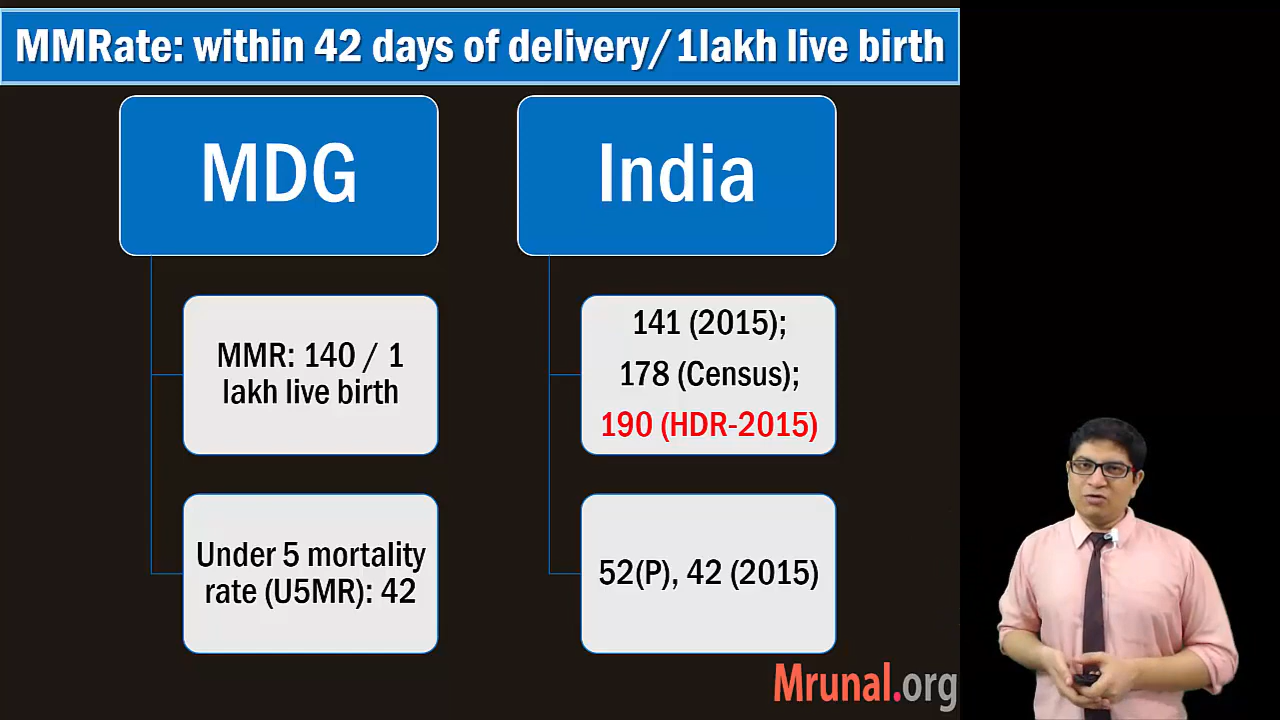 MMRate: within 42 days of delivery/ 1lakh live birth
MDG
India
MMR: 140 / 1
lakh live birth
141 (2015);
178 (Census);
190 (HDR-2015)
Under 5 mortality
rate (U5MR): 42
52(P), 42 (2015)
Mrunal.org